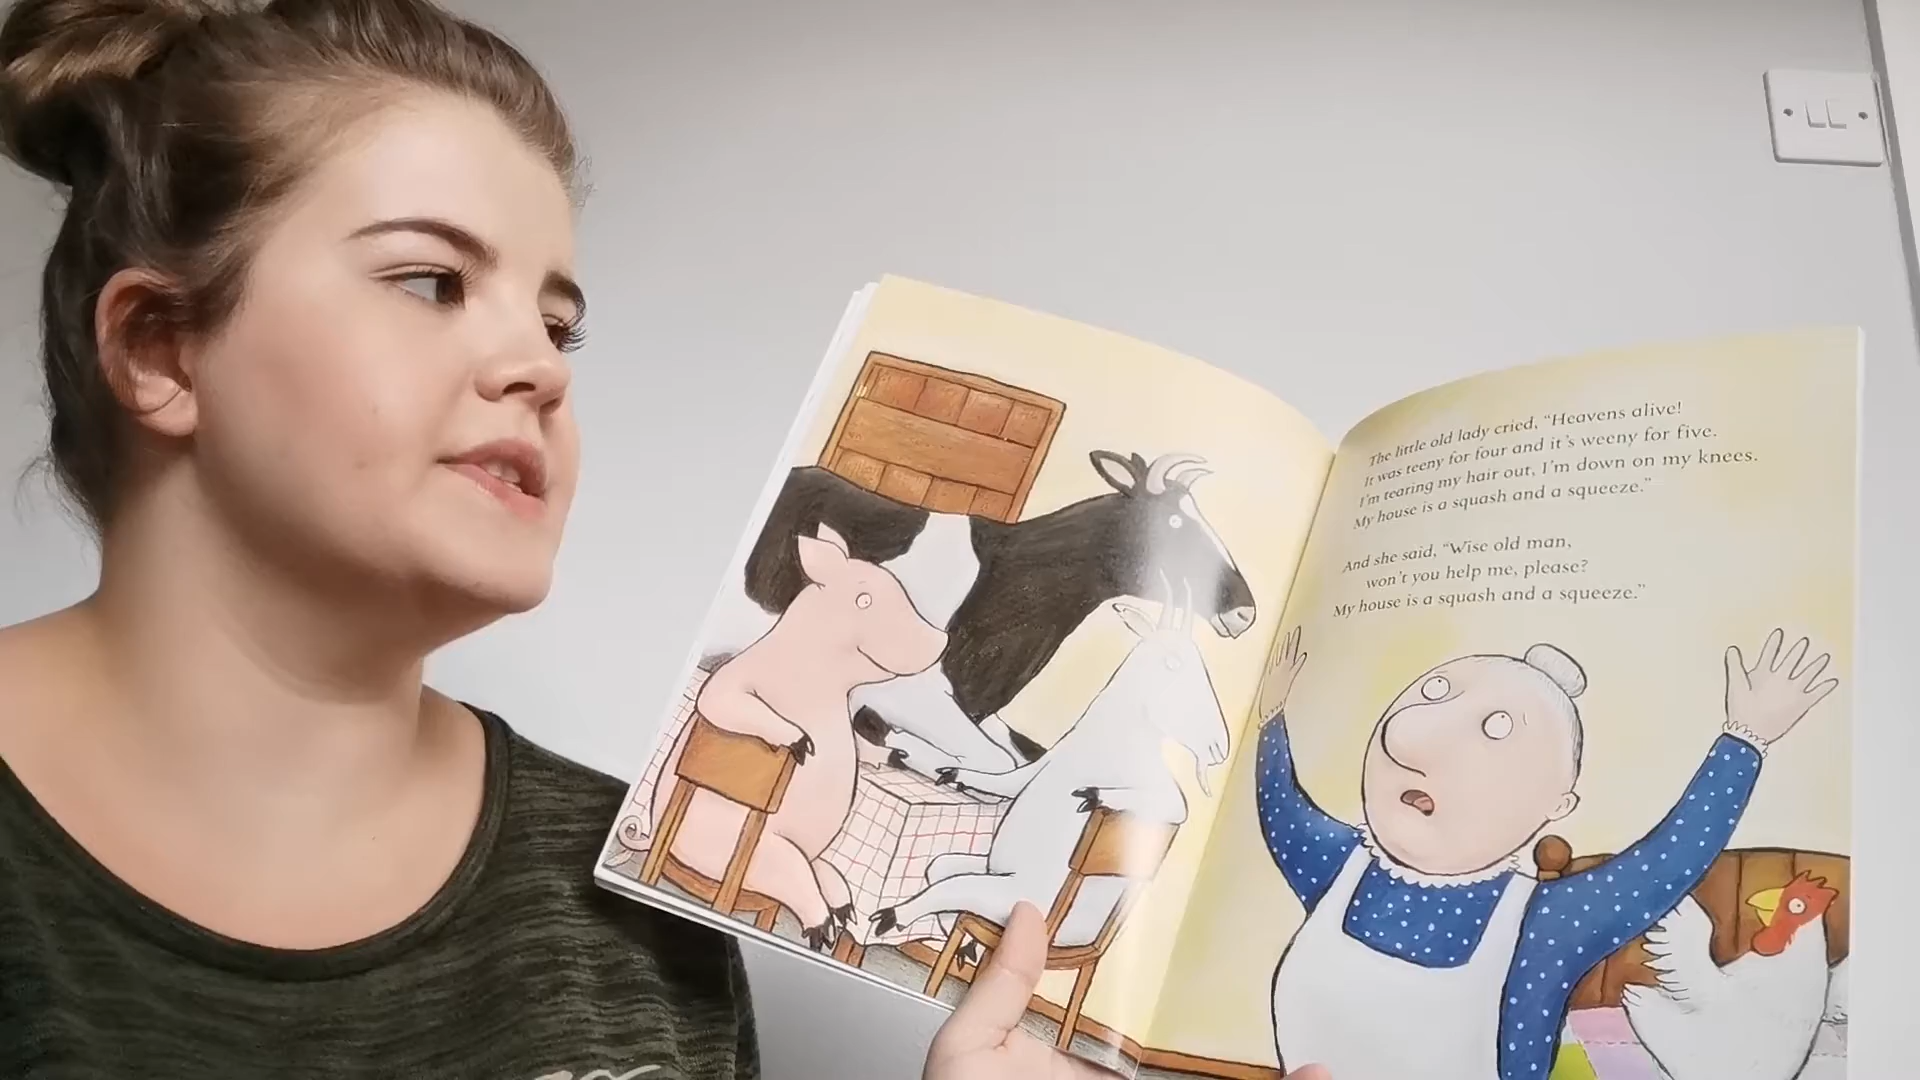 The little old lady cried, “Heavens alive!
It was teeny for four and it’s weeny for five.
I’m tearing my hair out, I’m down on my knees.
My house is a squash and a squeeze.”
And she said, “Wise old man,
won’t you help me, please?
My house is a squash and a squeeze.”